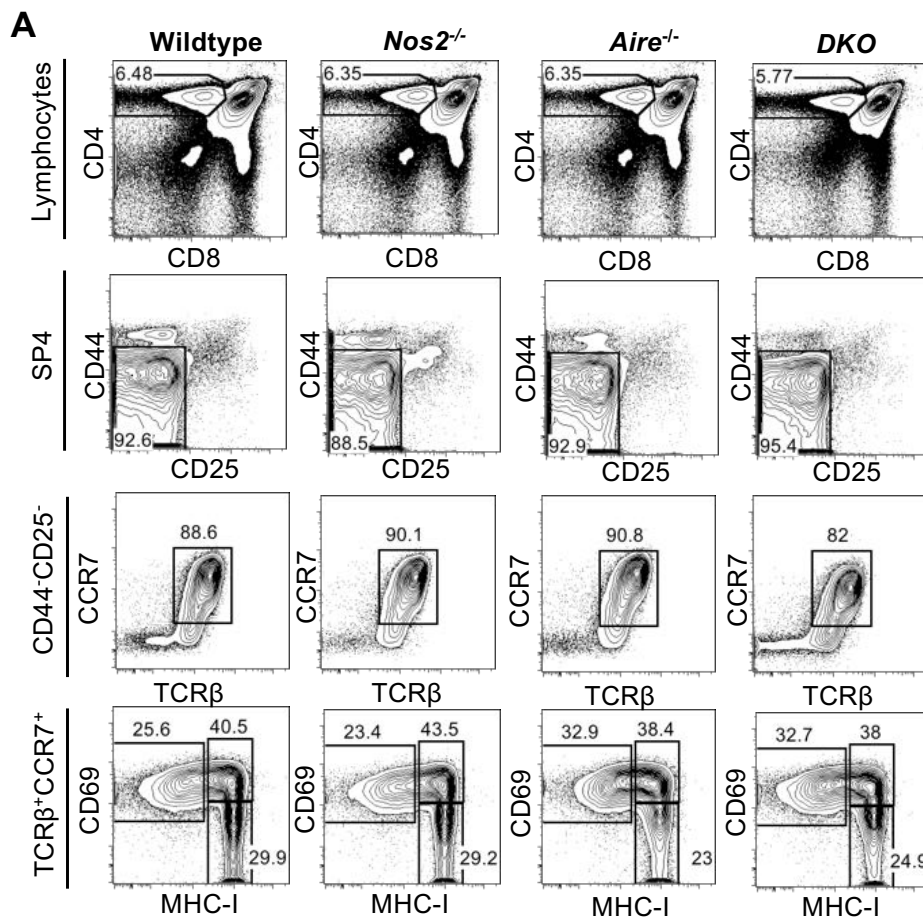 A
Wildtype Nos2-/- Aire-/- DKO
Lymphocytes
6.48 6.35 6.35 5.77
CD4 CD4 CD4 CD4
CD8 CD8 CD8 CD8
SP4
CD44 CD44 CD44 CD44
92.6 88.5 92.9 95.4
CD25 CD25 CD25 CD25
CD44-CD25-
88.6 90.1 90.8 82
CCR7 CCR7 CCR7 CCR7
TCRβ TCRβ TCRβ TCRβ
TCRβ+CCR7+
25.6 40.5 23.4 43.5 32.9 38.4 32.7 38
CD69 CD69 CD69 CD69
29.9 29.2 23 24.9
MHC-I MHC-I MHC-I MHC-I